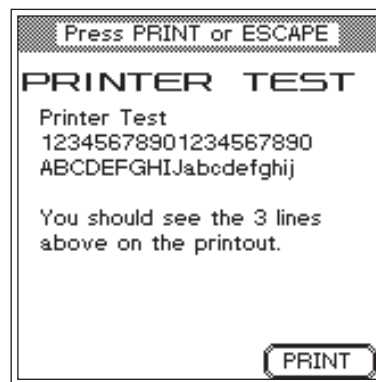 Press PRINT or ESCAPE
PRINTER TEST
Printer Test
12345678901234567890
ABCDEFGHIJabcdefghij
You should see the 3 lines
above on the printout.
PRINT